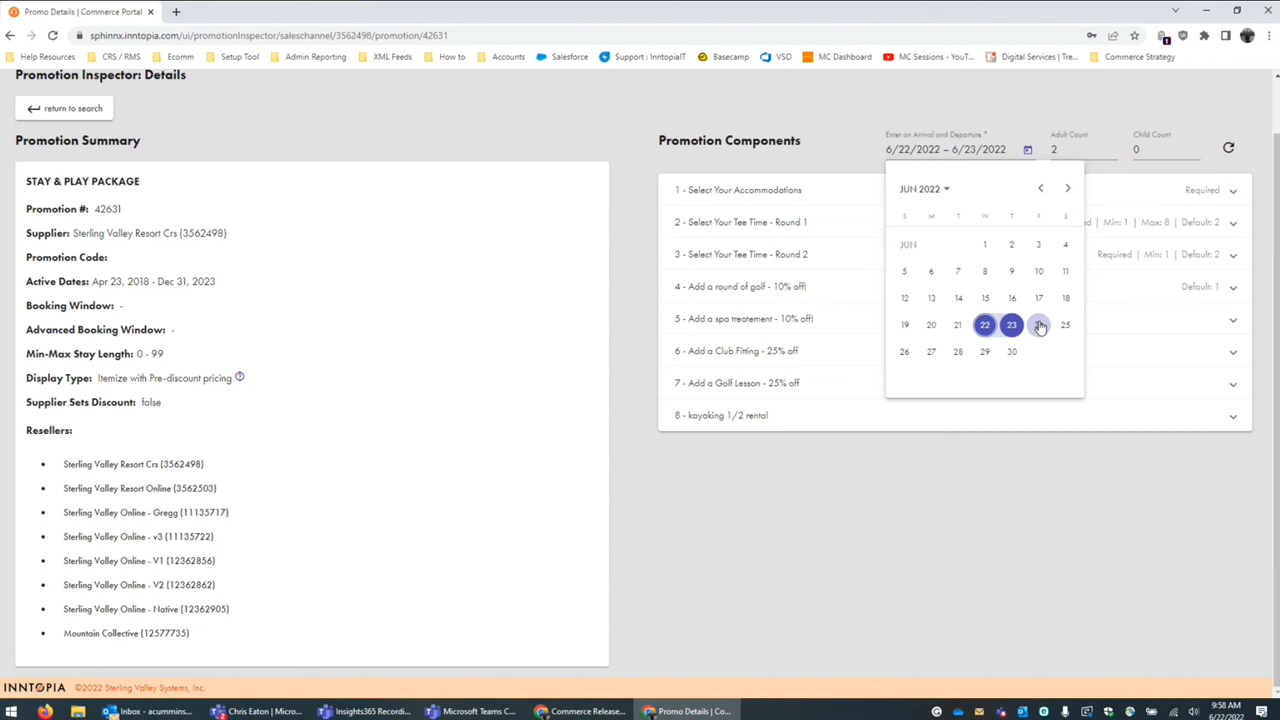 Promo Details | Commerce Portal
sphinnx.inntopia.com/ui/promotionInspector/saleschannel/3562498/promotion/42631
Help Resources CRS / RMS Ecomm Setup Tool Admin Reporting XML Feeds How to Accounts Salesforce Support : InntopiaIT Basecamp VSO MC Dashboard MC Sessions - YouT... Digital Services | Tre... Commerce Strategy
Promotion Inspector: Details
return to search
Promotion Summary
STAY & PLAY PACKAGE
Promotion #: 42631
Supplier: Sterling Valley Resort Crs (3562498)
Promotion Code:
Active Dates: Apr 23, 2018 - Dec 31, 2023
Booking Window: -
Advanced Booking Window: -
Min-Max Stay Length: 0 - 99
Display Type: Itemize with Pre-discount pricing ?
Supplier Sets Discount: false
Resellers:
• Sterling Valley Resort Crs (3562498)
• Sterling Valley Resort Online (3562503)
• Sterling Valley Online - Gregg (11135717)
• Sterling Valley Online - v3 (11135722)
• Sterling Valley Online - V1 (12362856)
• Sterling Valley Online - V2 (12362862)
• Sterling Valley Online - Native (12362905)
• Mountain Collective (12577735)
Promotion Components
Enter an Arrival and Departure * Adult Count Child Count
6/22/2022 – 6/23/2022 2 0
1 - Select Your Accommodations Required
2 - Select Your Tee Time - Round 1 | Min: 1 | Max: 8 | Default: 2
3 - Select Your Tee Time - Round 2 Required | Min: 1 | Default: 2
4 - Add a round of golf - 10% off! Default: 1
5 - Add a spa treatement - 10% off!
6 - Add a Club Fitting - 25% off
7 - Add a Golf Lesson - 25% off
8 - kayaking 1/2 rental
JUN 2022
S M T W T F S
JUN 1 2 3 4
5 6 7 8 9 10 11
12 13 14 15 16 17 18
19 20 21 22 23 25
26 27 28 29 30
INNTOPIA ©2022 Sterling Valley Systems, Inc.
Inbox - acummins... Chris Eaton | Micro... Insights365 Recordi... Microsoft Teams C... Commerce Release... Promo Details | Co...
9:58 AM
6/22/2022